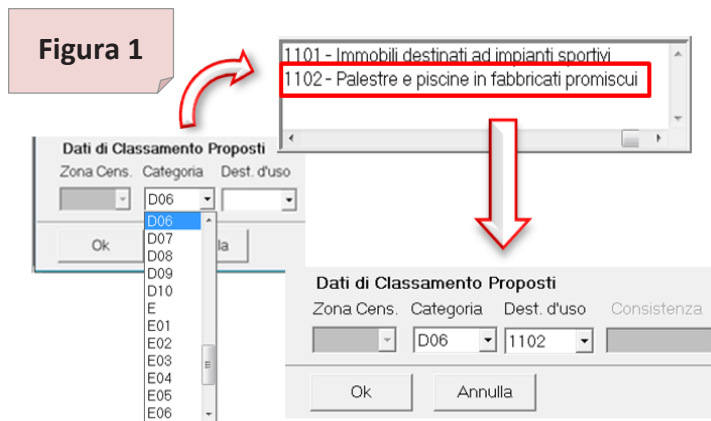 Figura 1
1101 - Immobili destinati ad impianti sportivi
1102 - Palestre e piscine in fabbricati promiscui
Dati di Classamento Proposti
Zona Cens. Categoria Dest. d'uso
D06
Ok
la
D06
D07
D08
D09
D10
E
E01
E02
E03
E04
E05
E06
Dati di Classamento Proposti
Zona Cens. Categoria Dest. d'uso Consistenza
D06 1102
Ok Annulla